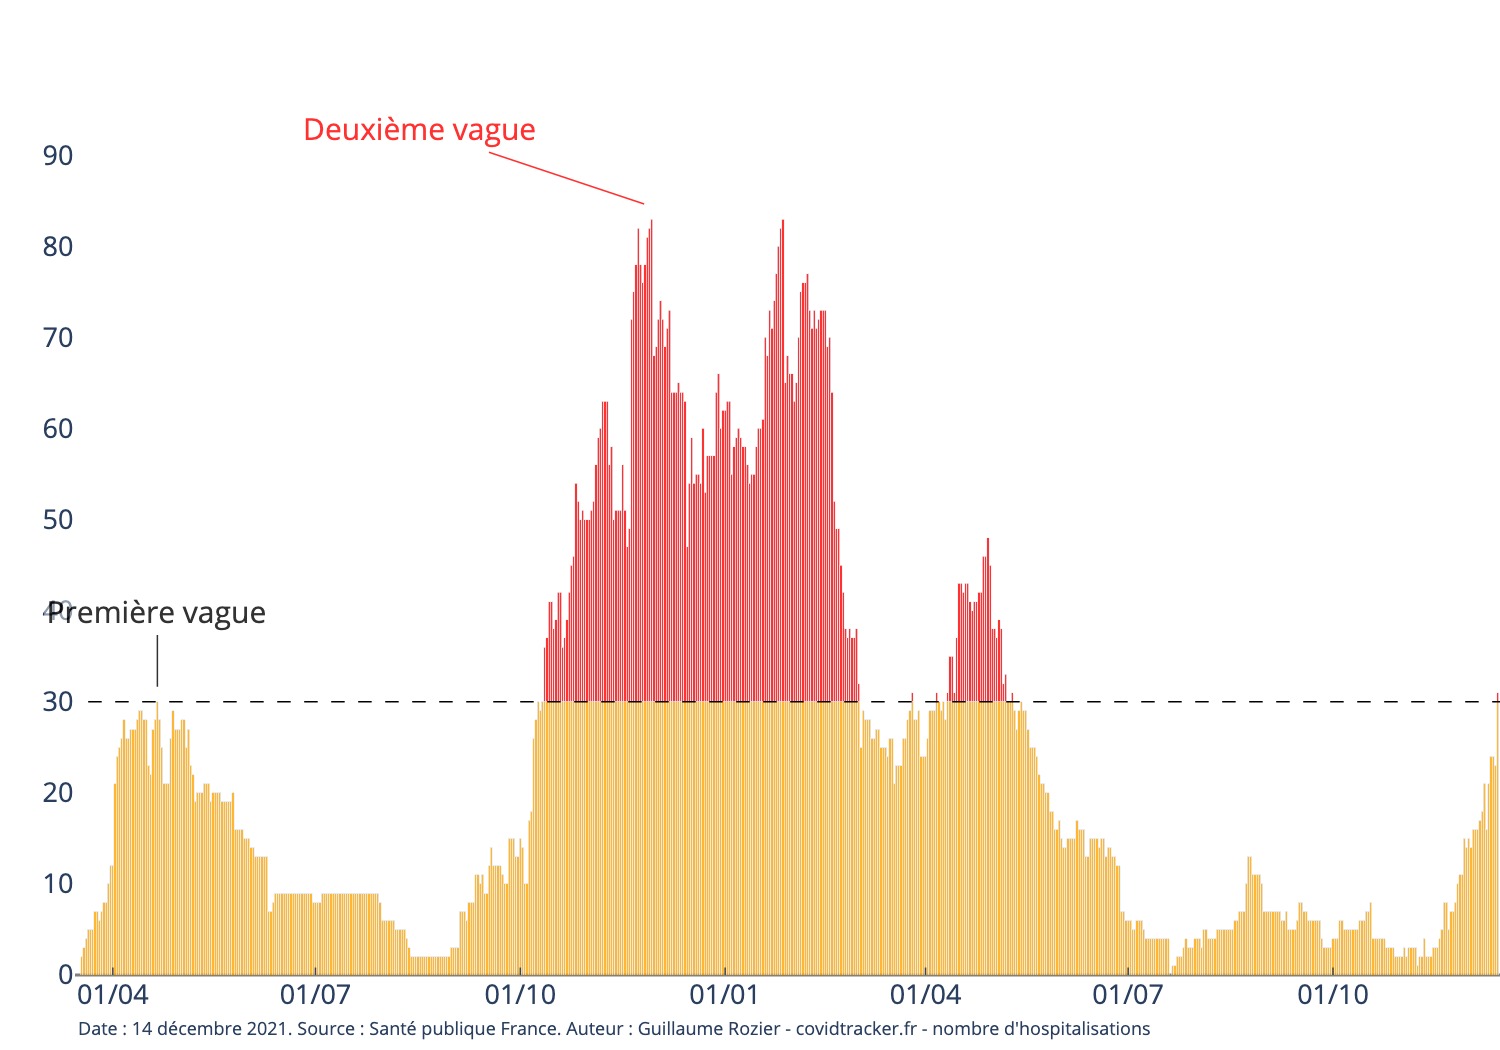 Deuxième vague
90
80
70
60
50
40
Première vague
30
20
10
0
01/04 01/07 01/10 01/01 01/04 01/07 01/10
Date : 14 décembre 2021. Source : Santé publique France. Auteur : Guillaume Rozier - covidtracker.fr - nombre d'hospitalisations